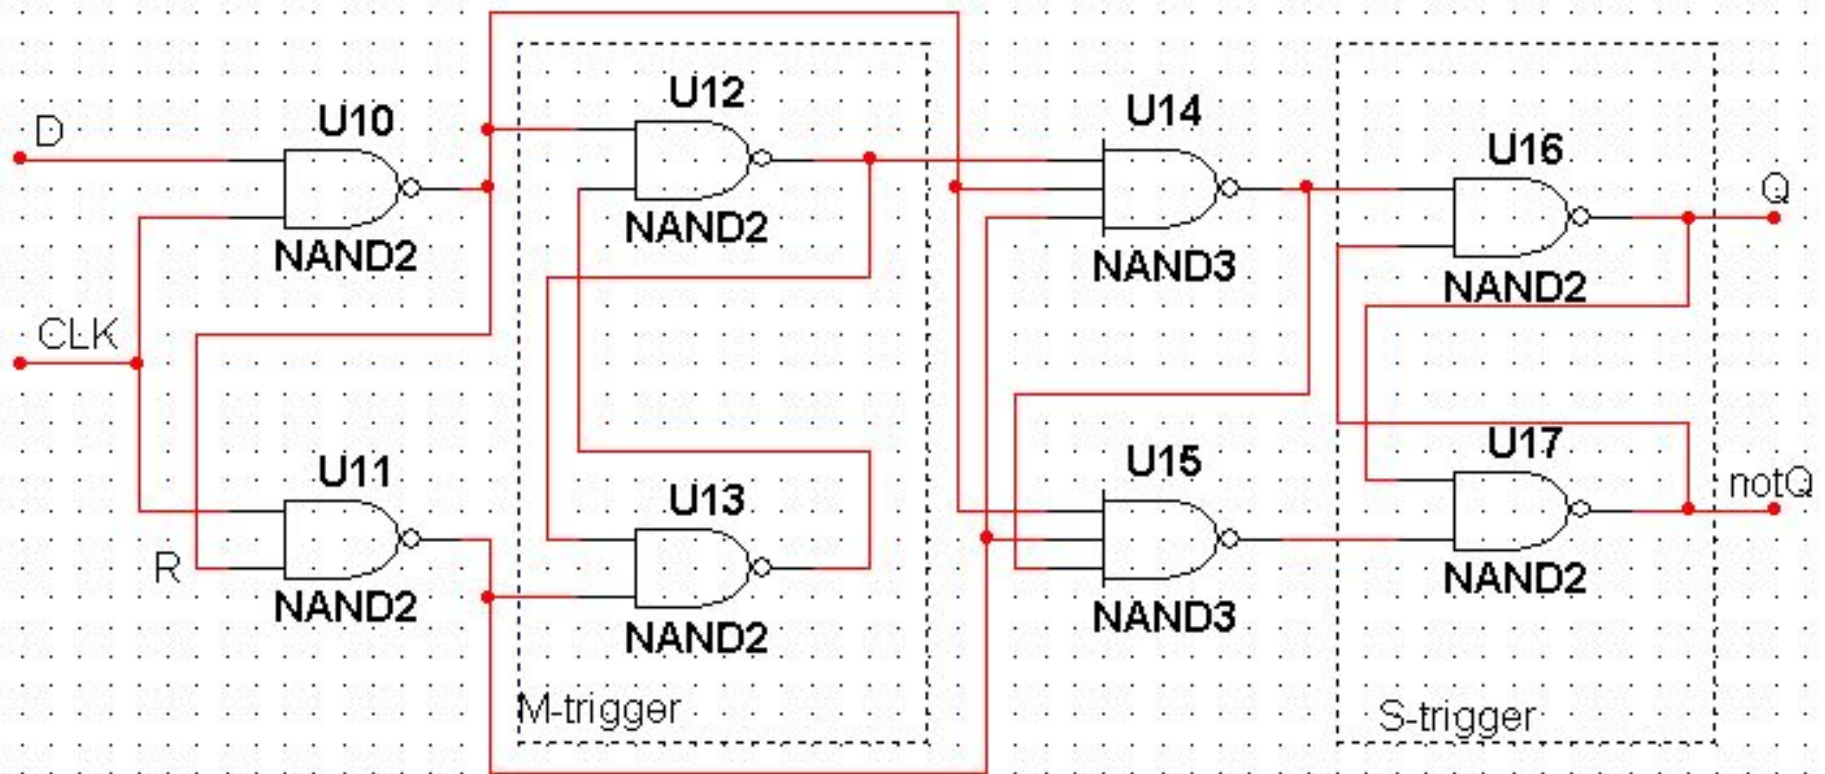 D
U10
NAND2
CLK
U11
R
NAND2
U12
NAND2
U13
NAND2
M-trigger
U14
NAND3
U15
NAND3
U16
NAND2
Q
U17
notQ
NAND2
S-trigger